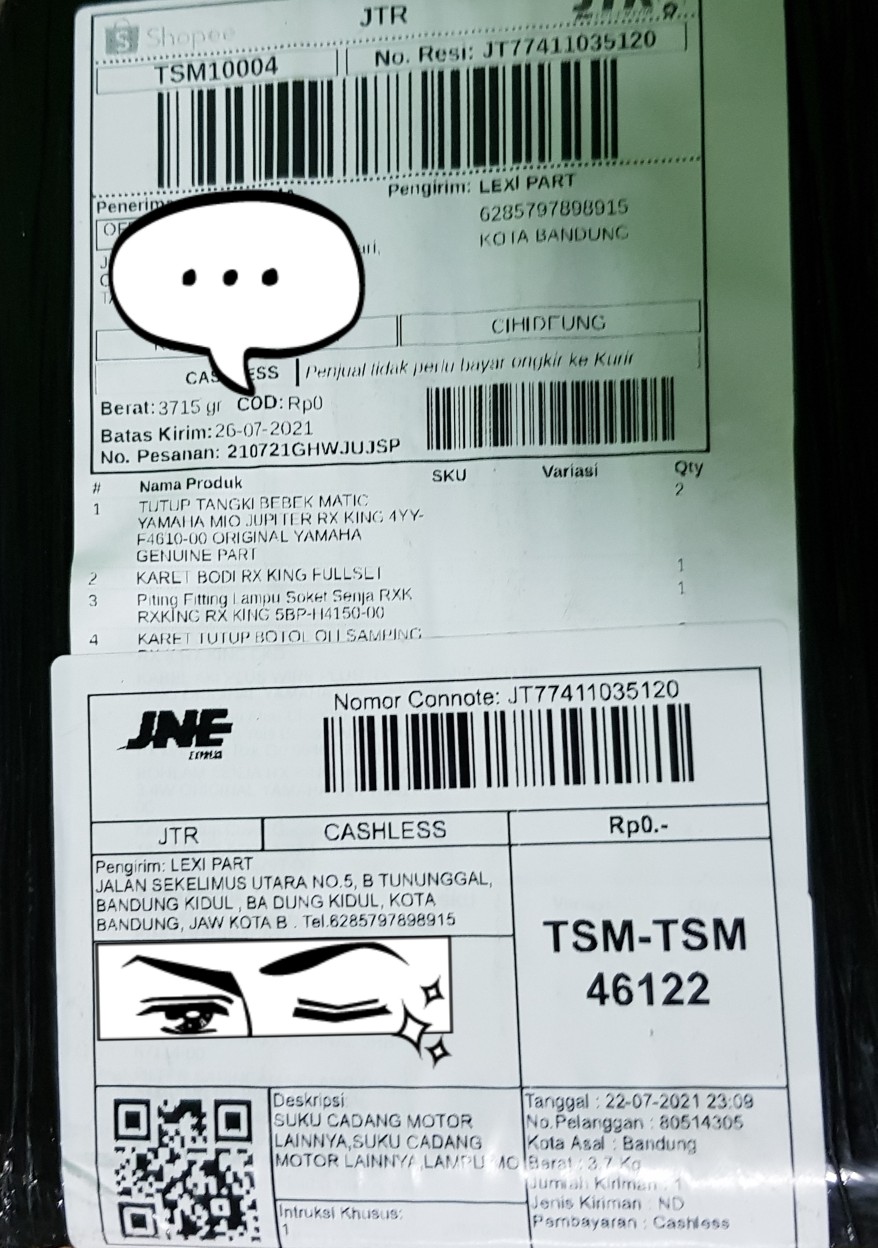 JTR
Shopee
TSM10004
No. Resi: JT77411035120
Pengirim: LEXI PART
6285797898915
KOTA BANDUNG
CIHIDEUNG
Penjual tidak perlu bayar ongkir ke Kurir
Berat: 3715 gr COD: Rp0
Batas Kirim: 26-07-2021
No. Pesanan: 210721GHWJUJSP
# Nama Produk SKU Variasi Qty
1 TUTUP TANGKI BEBEK MATIC 2
YAMAHA MIO JUPITER RX KING 4YY-
F4610-00 ORIGINAL YAMAHA
GENUINE PART
2 KARET BODI RX KING FULLSET 1
3 Piting Fitting Lampu Soket Senja RXK 1
RXKING RX KING 5BP-H4150-00
4 KARET TUTUP BOTOL OLI SAMPING
JNE
EXPRESS
Nomor Connote: JT77411035120
JTR CASHLESS Rp0.-
Pengirim: LEXI PART
JALAN SEKELIMUS UTARA NO.5, B TUNUNGGAL,
BANDUNG KIDUL , BA DUNG KIDUL, KOTA
BANDUNG, JAW KOTA B . Tel.6285797898915
TSM-TSM
46122
Deskripsi
SUKU CADANG MOTOR
LAINNYA,SUKU CADANG
MOTOR LAINNYA,LAMPU MO
Intruksi Khusus:
1
Tanggal : 22-07-2021 23:09
No.Pelanggan : 80514305
Kota Asal : Bandung
Berat : 3.7 Kg
Jumlah Kiriman : 1
Jenis Kiriman : ND
Pembayaran : Cashless